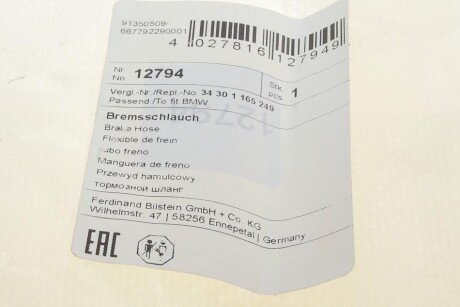 91350509-
667792290001
4 027816 127949
Nr
No 12794
Stk
pcs 1
Vergl.-Nr./Repl.-No. 34 30 1 165 249
Passend /To fit BMW
Bremsschlauch
Brake Hose
Flexible de frein
Tubo freno
Manguera de freno
Przewyd hamulcowy
тормозной шланг
Ferdinand Bilstein GmbH + Co. KG
Wilhelmstr. 47 | 58256 Ennepetal | Germany
EAC